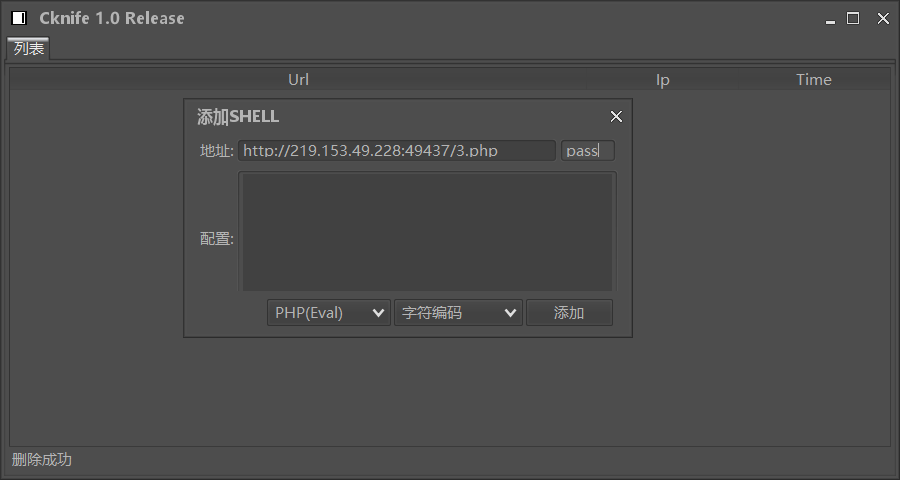 Cknife 1.0 Release
列表
Url Ip Time
添加SHELL
地址: http://219.153.49.228:49437/3.php pass
配置:
PHP(Eval) 字符编码 添加
删除成功